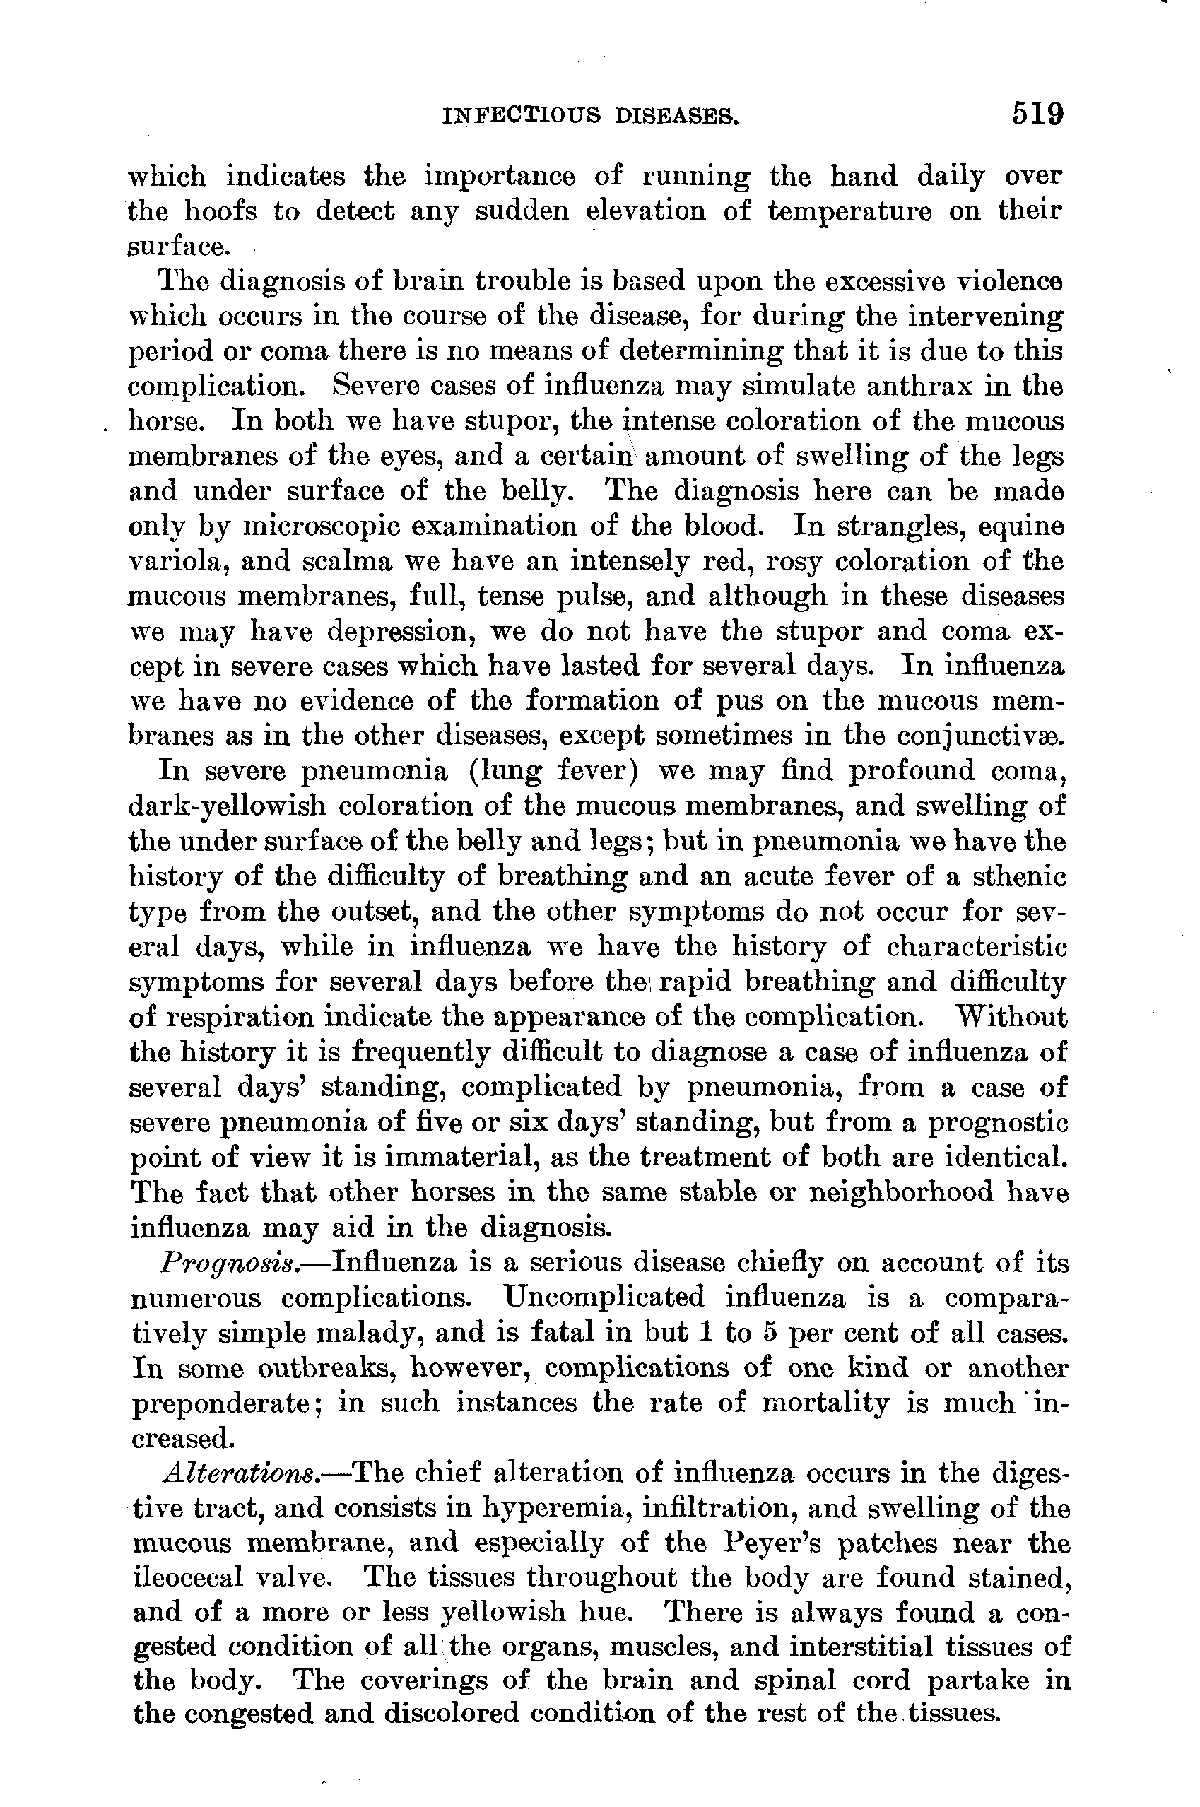 INFECTIOUS DISEASES. 519
which indicates the importance of running the hand daily over
the hoofs to detect any sudden elevation of temperature on their
surface.
The diagnosis of brain trouble is based upon the excessive violence
which occurs in the course of the disease, for during the intervening
period or coma there is no means of determining that it is due to this
complication. Severe cases of influenza may simulate anthrax in the
horse. In both we have stupor, the intense coloration of the mucous
membranes of the eyes, and a certain amount of swelling of the legs
and under surface of the belly. The diagnosis here can be made
only by microscopic examination of the blood. In strangles, equine
variola, and scalma we have an intensely red, rosy coloration of the
mucous membranes, full, tense pulse, and although in these diseases
we may have depression, we do not have the stupor and coma ex-
cept in severe cases which have lasted for several days. In influenza
we have no evidence of the formation of pus on the mucous mem-
branes as in the other diseases, except sometimes in the conjunctivæ.
In severe pneumonia (lung fever) we may find profound coma,
dark-yellowish coloration of the mucous membranes, and swelling of
the under surface of the belly and legs; but in pneumonia we have the
history of the difficulty of breathing and an acute fever of a sthenic
type from the outset, and the other symptoms do not occur for sev-
eral days, while in influenza we have the history of characteristic
symptoms for several days before the rapid breathing and difficulty
of respiration indicate the appearance of the complication. Without
the history it is frequently difficult to diagnose a case of influenza of
several days' standing, complicated by pneumonia, from a case of
severe pneumonia of five or six days' standing, but from a prognostic
point of view it is immaterial, as the treatment of both are identical.
The fact that other horses in the same stable or neighborhood have
influenza may aid in the diagnosis.
Prognosis.—Influenza is a serious disease chiefly on account of its
numerous complications. Uncomplicated influenza is a compara-
tively simple malady, and is fatal in but 1 to 5 per cent of all cases.
In some outbreaks, however, complications of one kind or another
preponderate; in such instances the rate of mortality is much in-
creased.
Alterations.—The chief alteration of influenza occurs in the diges-
tive tract, and consists in hyperemia, infiltration, and swelling of the
mucous membrane, and especially of the Peyer's patches near the
ileocecal valve. The tissues throughout the body are found stained,
and of a more or less yellowish hue. There is always found a con-
gested condition of all the organs, muscles, and interstitial tissues of
the body. The coverings of the brain and spinal cord partake in
the congested and discolored condition of the rest of the tissues.